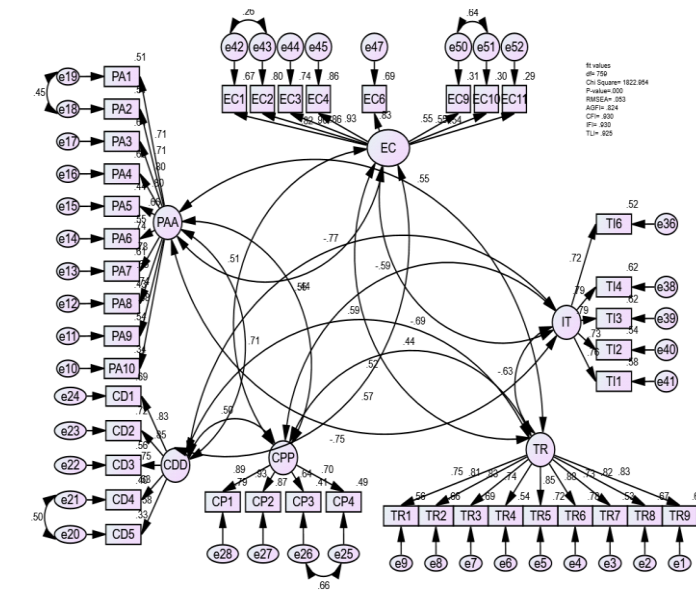 .26
.64
e42 e43 e44 e45 e47 e50 e51 e52
.67 .80 .74 .86 .69 .31 .30 .29
EC1 EC2 EC3 EC4 EC6 EC9 EC10 EC11
.86 .93 .83 .55
EC
fit values
df= 759
Chi Square= 1822.954
P-value=.000
RMSEA= .053
AGFI= .824
CFI= .930
IFI= .930
TLI= .925
.51
e19 PA1
.45
e18 PA2
e17 PA3
.71
.71
e16 PA4
.80
e15 PA5
e14 PA6
e13 PA7
e12 PA8
e11 PA9
e10 PA10
PAA
.55
-.77
.51
-.59
.59
-.69
.71
.44
.52
.57
-.63
.59
-.75
.52
TI6 e36
.72
.62
TI4 e38
.79
.62
TI3 e39
.79
IT
.54
.73
TI2 e40
.58
TI1 e41
.69
e24 CD1
.83
e23 CD2
.85
.56
e22 CD3 .75
CDD
e21 CD4
.50
.33
e20 CD5
CPP
.89 .93 .87 .64 .70
.79 .41 .49
CP1 CP2 CP3 CP4
e28 e27 e26 e25
.66
TR
.75 .81 .74 .85 .73 .82 .83
.56 .66 .69 .54 .72 .78 .53 .67
TR1 TR2 TR3 TR4 TR5 TR6 TR7 TR8 TR9
e9 e8 e7 e6 e5 e4 e3 e2 e1